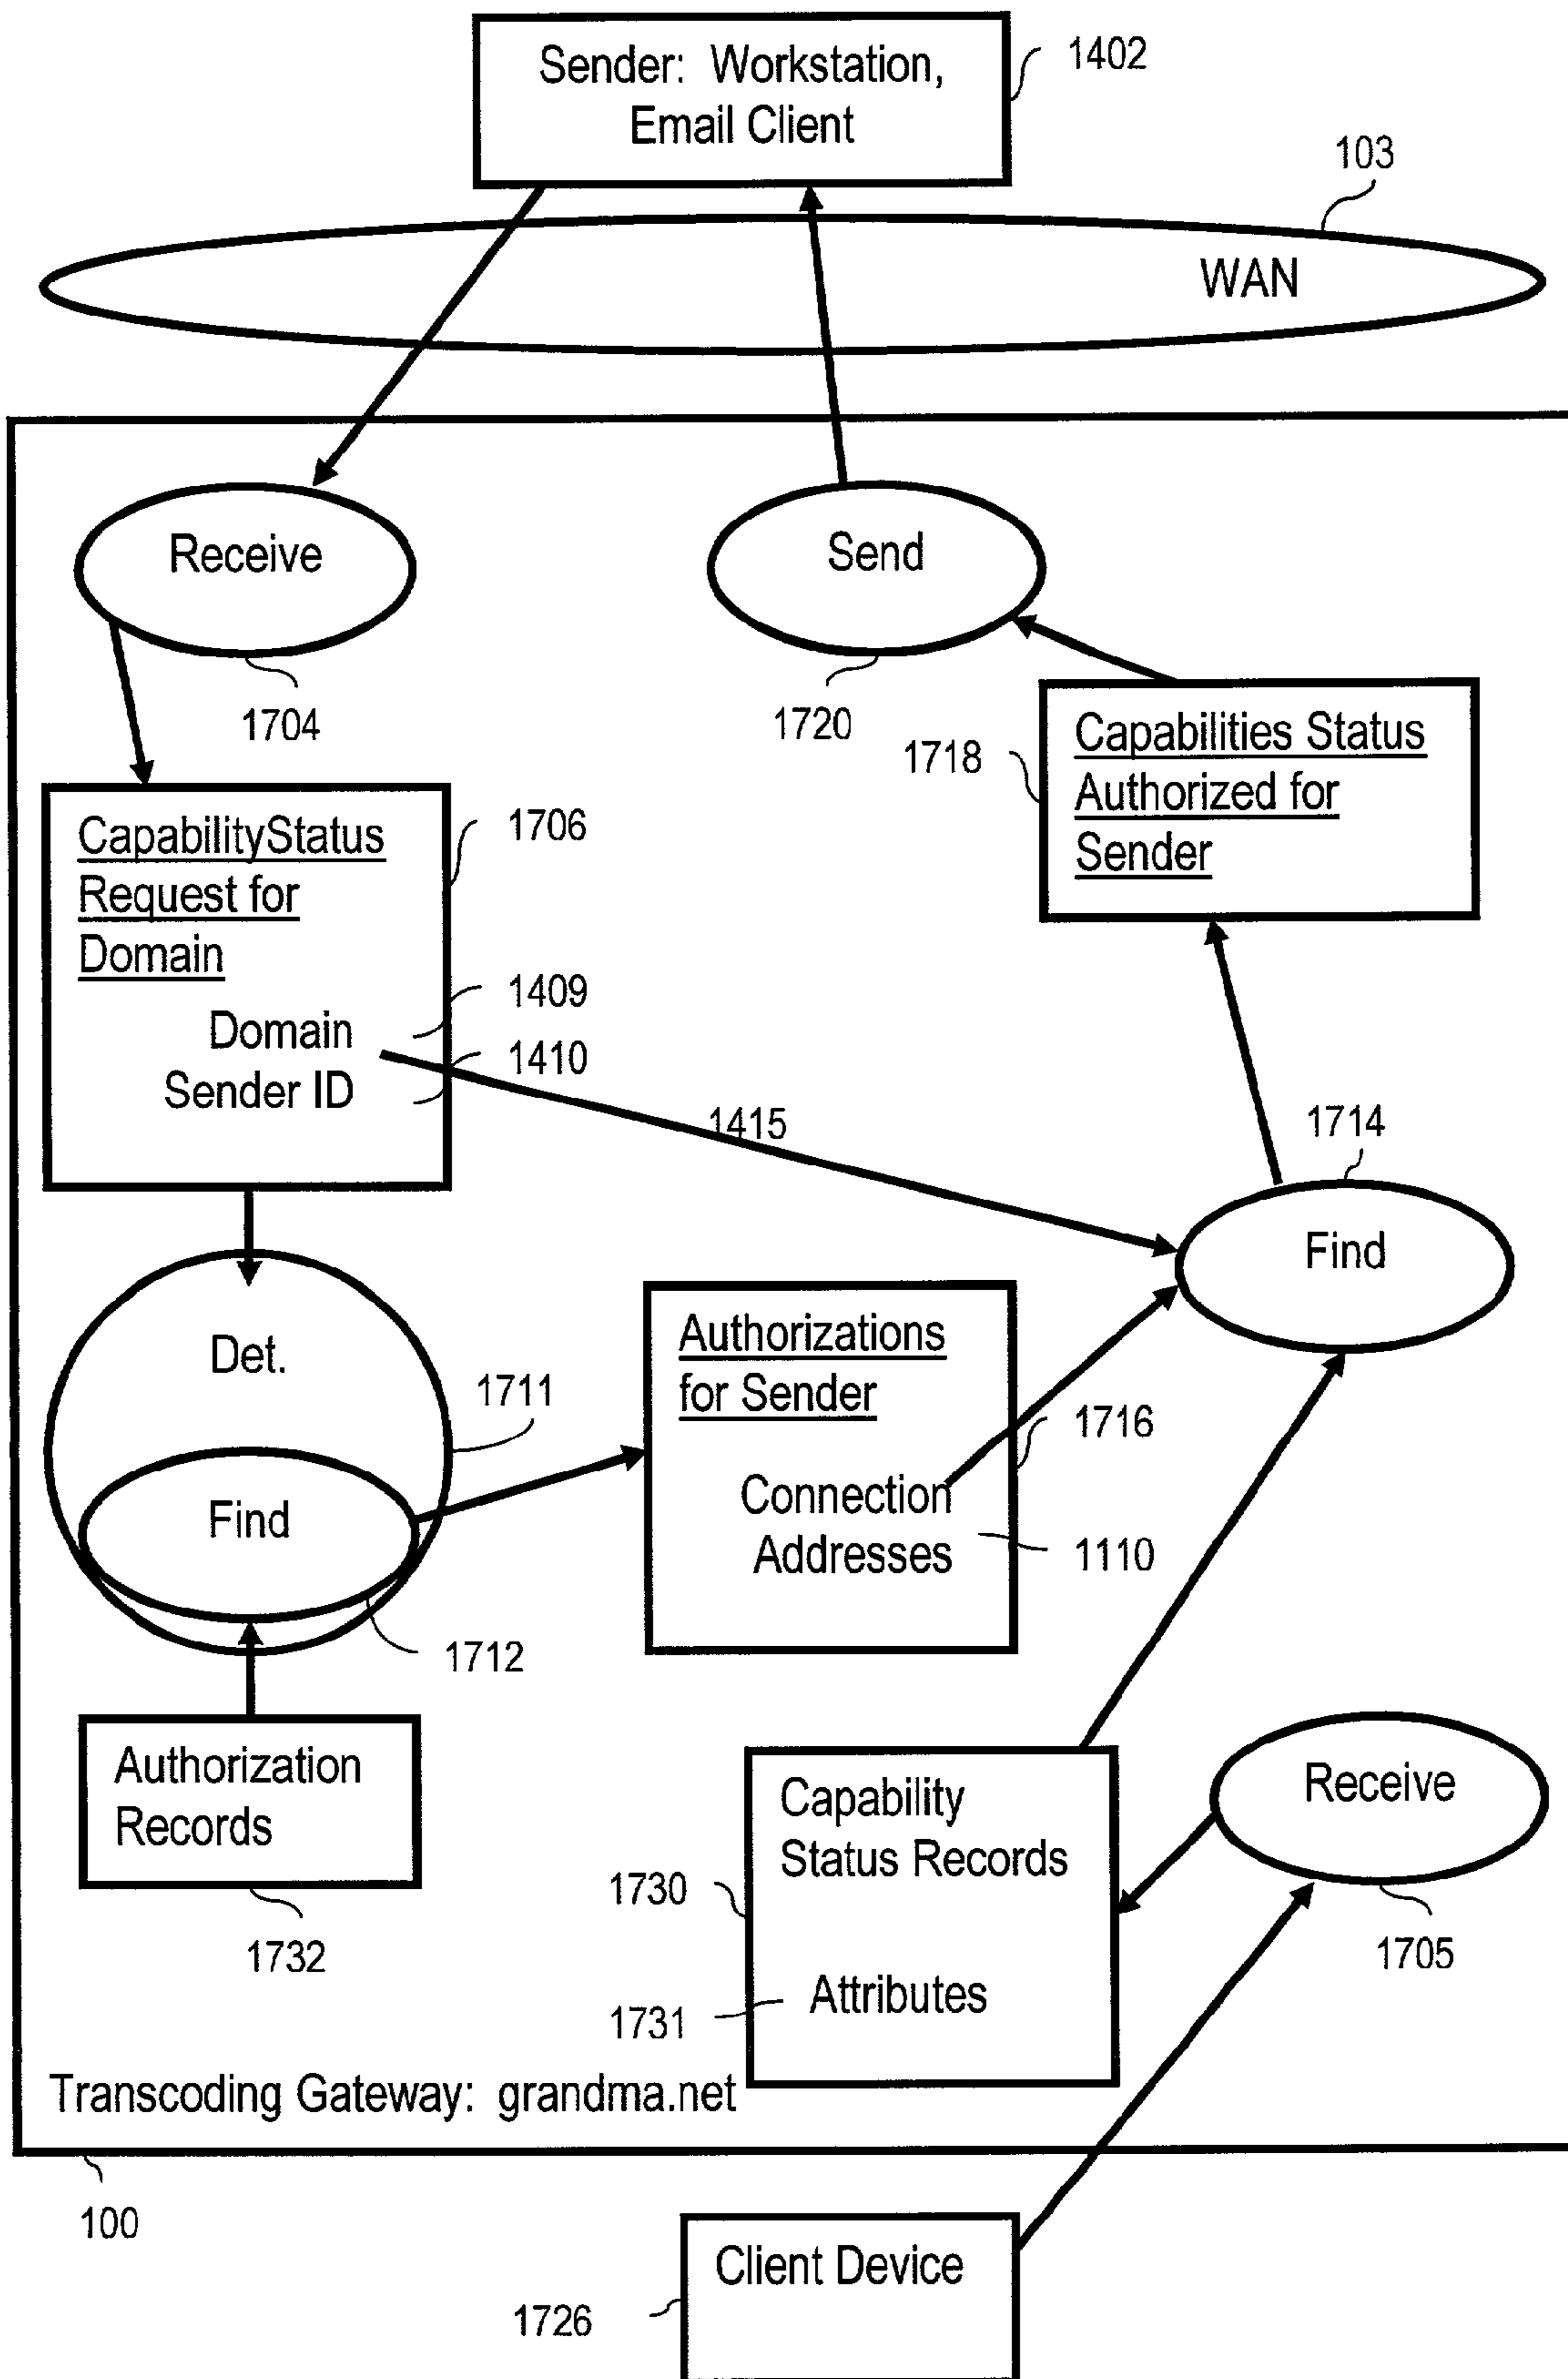 Sender: Workstation,
Email Client
1402
103
WAN
Receive
1704
Send
1720
Capabilities Status
Authorized for
Sender
1718
CapabilityStatus
Request for
Domain
1706
Domain
1409
Sender ID
1410
1415
1714
Find
Det.
1711
Find
1712
Authorizations
for Sender
1716
Connection
Addresses
1110
Authorization
Records
1732
Capability
Status Records
1730
Attributes
1731
Receive
1705
Transcoding Gateway: grandma.net
100
Client Device
1726